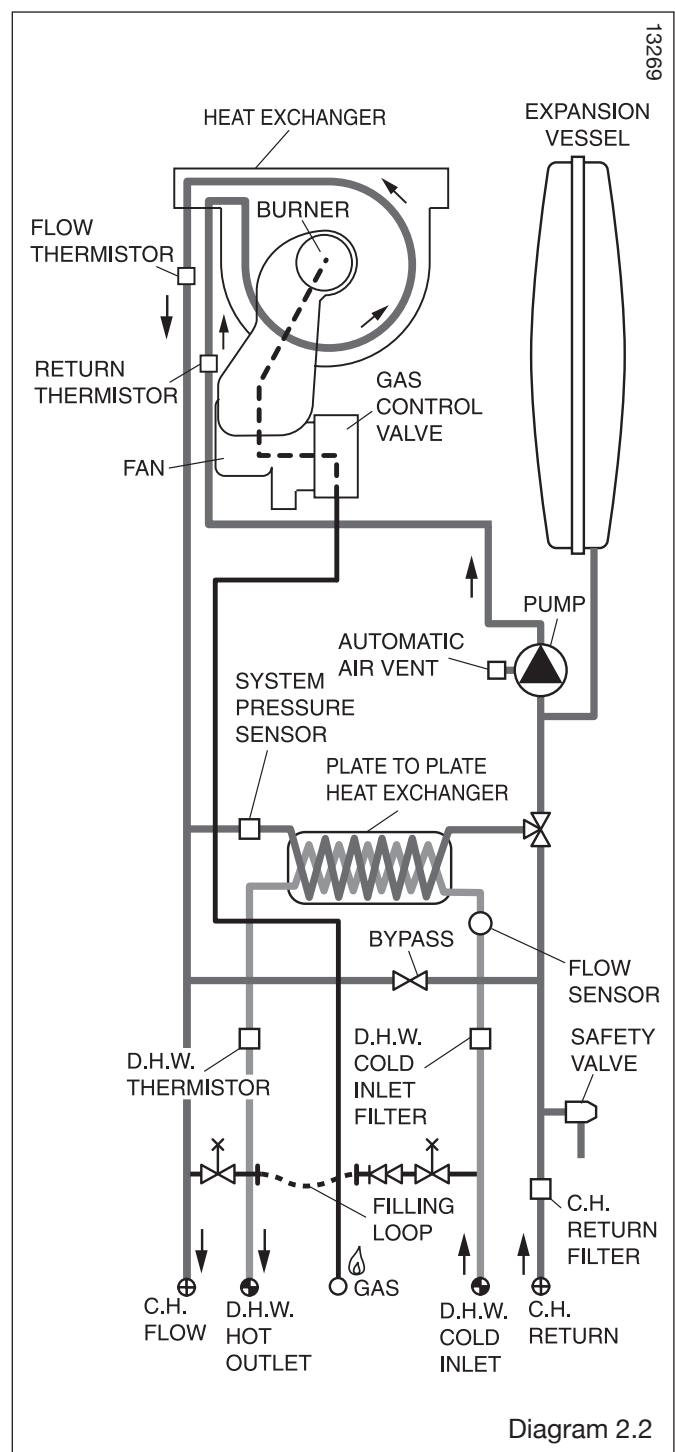 13269
HEAT EXCHANGER
EXPANSION
VESSEL
BURNER
FLOW
THERMISTOR
RETURN
THERMISTOR
GAS
CONTROL
VALVE
FAN
PUMP
AUTOMATIC
AIR VENT
SYSTEM
PRESSURE
SENSOR
PLATE TO PLATE
HEAT EXCHANGER
BYPASS
FLOW
SENSOR
D.H.W.
THERMISTOR
D.H.W.
COLD
INLET
FILTER
SAFETY
VALVE
FILLING
LOOP
C.H.
RETURN
FILTER
C.H.
FLOW
D.H.W.
HOT
OUTLET
GAS
D.H.W.
COLD
INLET
C.H.
RETURN
Diagram 2.2